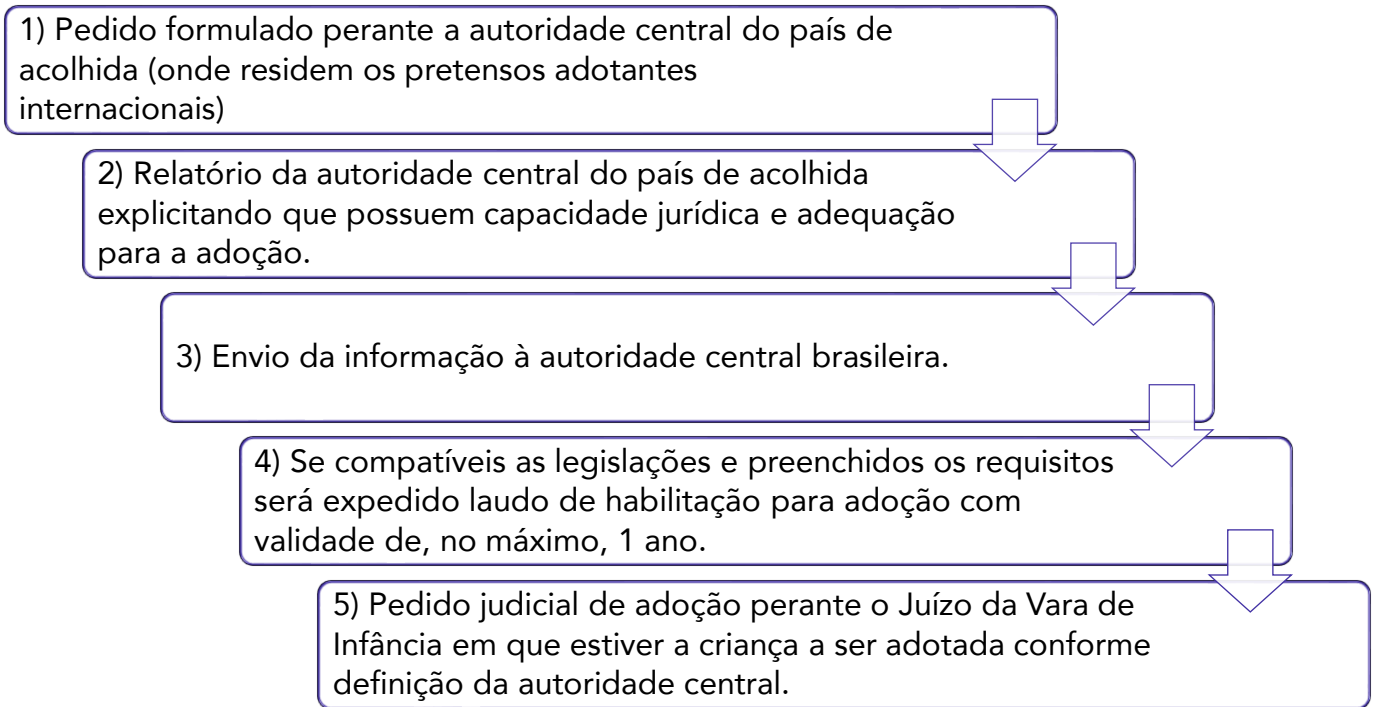 1) Pedido formulado perante a autoridade central do país de
acolhida (onde residem os pretensos adotantes
internacionais)
2) Relatório da autoridade central do país de acolhida
explicitando que possuem capacidade jurídica e adequação
para a adoção.
3) Envio da informação à autoridade central brasileira.
4) Se compatíveis as legislações e preenchidos os requisitos
será expedido laudo de habilitação para adoção com
validade de, no máximo, 1 ano.
5) Pedido judicial de adoção perante o Juízo da Vara de
Infância em que estiver a criança a ser adotada conforme
definição da autoridade central.